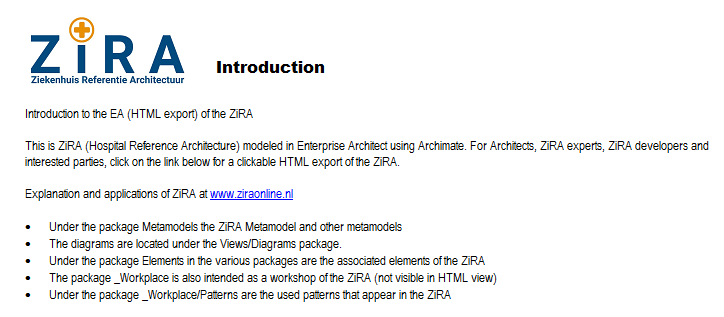 ZiRA
Ziekenhuis Referentie Architectuur
Introduction
Introduction to the EA (HTML export) of the ZiRA
This is ZiRA (Hospital Reference Architecture) modeled in Enterprise Architect using Archimate. For Architects, ZiRA experts, ZiRA developers and
interested parties, click on the link below for a clickable HTML export of the ZiRA.
Explanation and applications of ZiRA at www.ziraonline.nl
• Under the package Metamodels the ZiRA Metamodel and other metamodels
• The diagrams are located under the Views/Diagrams package.
• Under the package Elements in the various packages are the associated elements of the ZiRA
• The package _Workplace is also intended as a workshop of the ZiRA (not visible in HTML view)
• Under the package _Workplace/Patterns are the used patterns that appear in the ZiRA